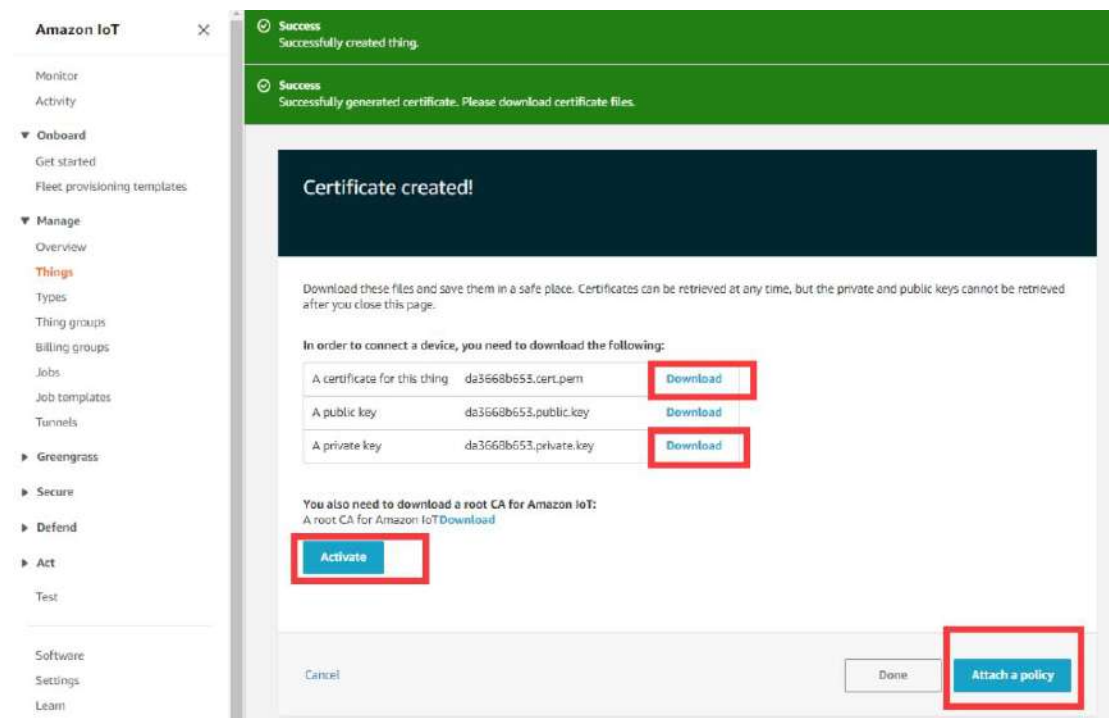 Amazon IoT
Monitor
Activity
Onboard
Get started
Fleet provisioning templates
Manage
Overview
Things
Types
Thing groups
Billing groups
Jobs
Job templates
Tunnels
Greengrass
Secure
Defend
Act
Test
Software
Settings
Learn
Success
Successfully created thing.
Success
Successfully generated certificate. Please download certificate files.
Certificate created!
Download these files and save them in a safe place. Certificates can be retrieved at any time, but the private and public keys cannot be retrieved
after you close this page.
In order to connect a device, you need to download the following:
A certificate for this thing da3668b653.cert.pem Download
A public key da3668b653.public.key Download
A private key da3668b653.private.key Download
You also need to download a root CA for Amazon IoT:
A root CA for Amazon IoTDownload
Activate
Cancel Done Attach a policy